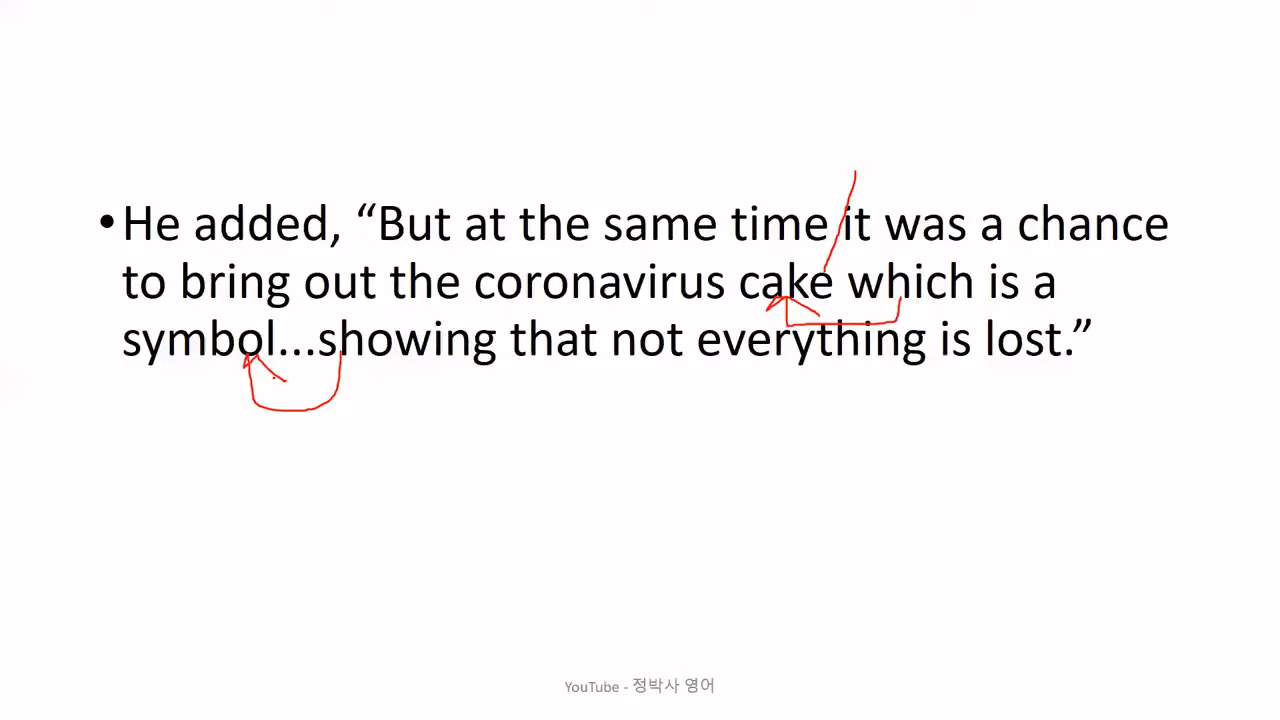 •He added, “But at the same time it was a chance
to bring out the coronavirus cake which is a
symbol...showing that not everything is lost.”
YouTube - 정박사 영어